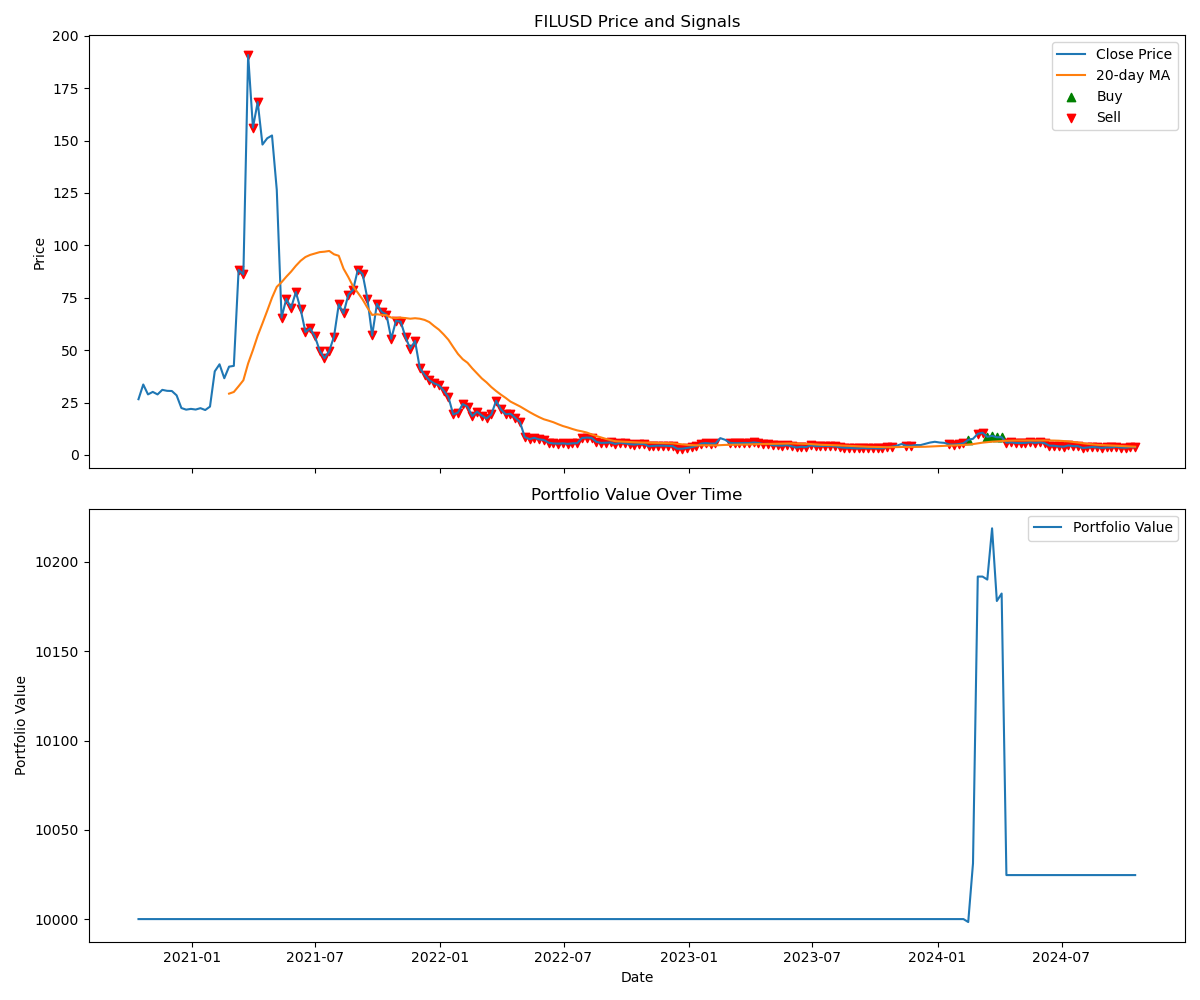 FILUSD Price and Signals
200
175
150
125
100
75
50
25
0
Price
Close Price
20-day MA
Buy
Sell
Portfolio Value Over Time
10200
10150
10100
10050
10000
Portfolio Value
Portfolio Value
2021-01 2021-07 2022-01 2022-07 2023-01 2023-07 2024-01 2024-07
Date